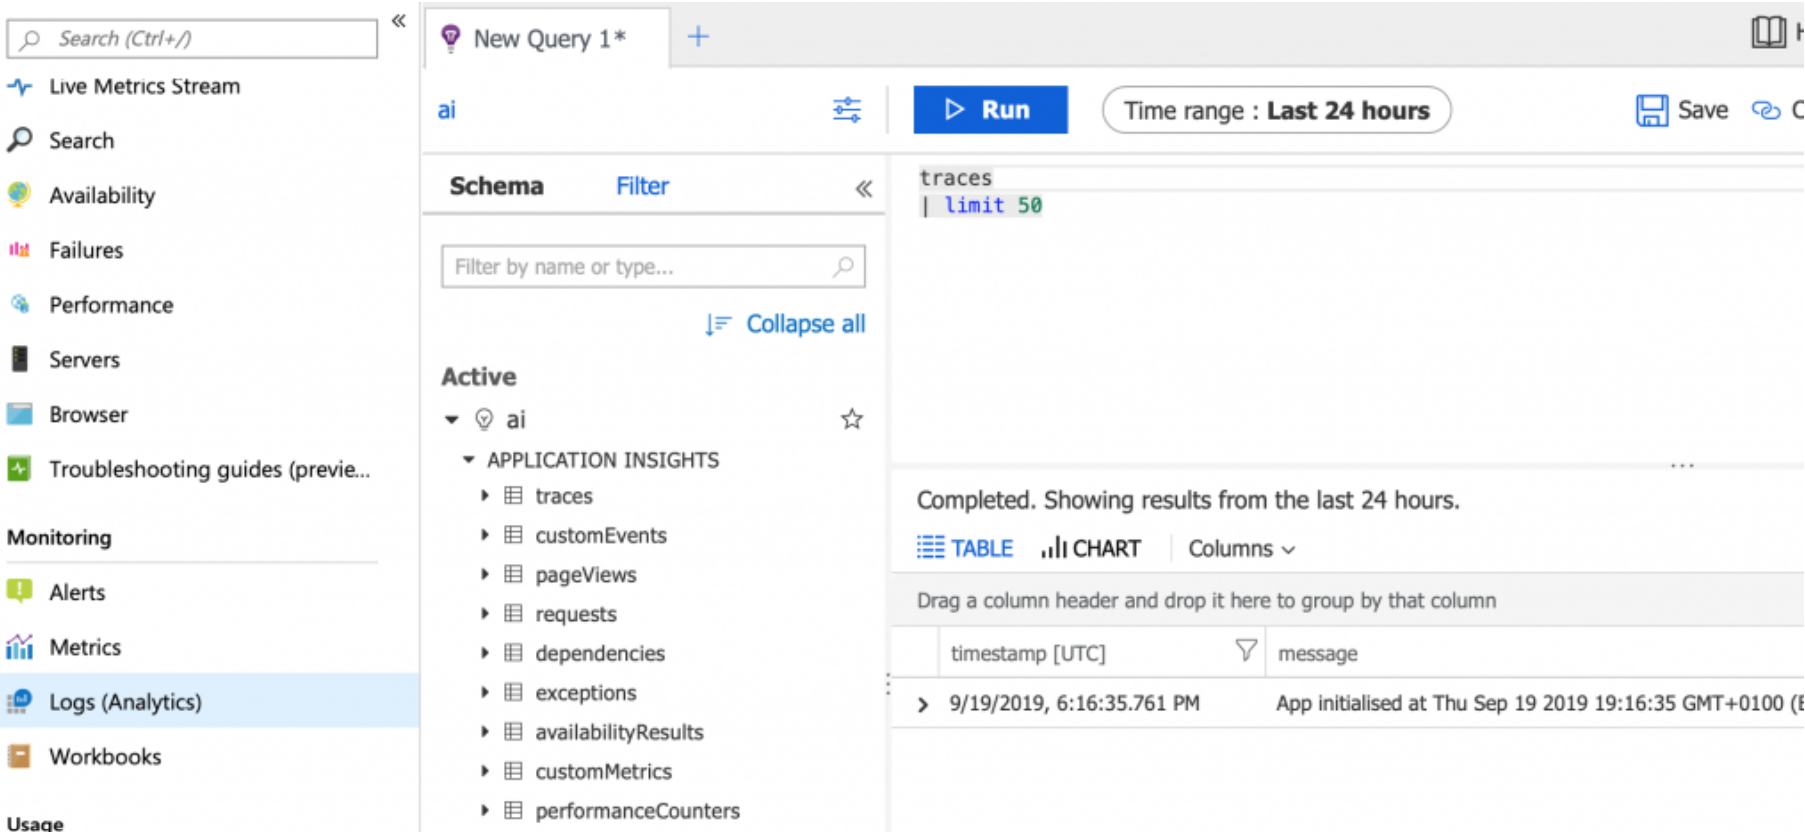 Search (Ctrl+/)
«
Live Metrics Stream
Search
Availability
Failures
Performance
Servers
Browser
Troubleshooting guides (previe...
Monitoring
Alerts
Metrics
Logs (Analytics)
Workbooks
Usage
New Query 1*
+
ai
Run
Time range : Last 24 hours
Save
Schema
Filter
«
Filter by name or type...
Collapse all
Active
ai
APPLICATION INSIGHTS
traces
customEvents
pageViews
requests
dependencies
exceptions
availabilityResults
customMetrics
performanceCounters
traces
| limit 50
Completed. Showing results from the last 24 hours.
TABLE
CHART
Columns
Drag a column header and drop it here to group by that column
timestamp [UTC]
message
9/19/2019, 6:16:35.761 PM
App initialised at Thu Sep 19 2019 19:16:35 GMT+0100 (